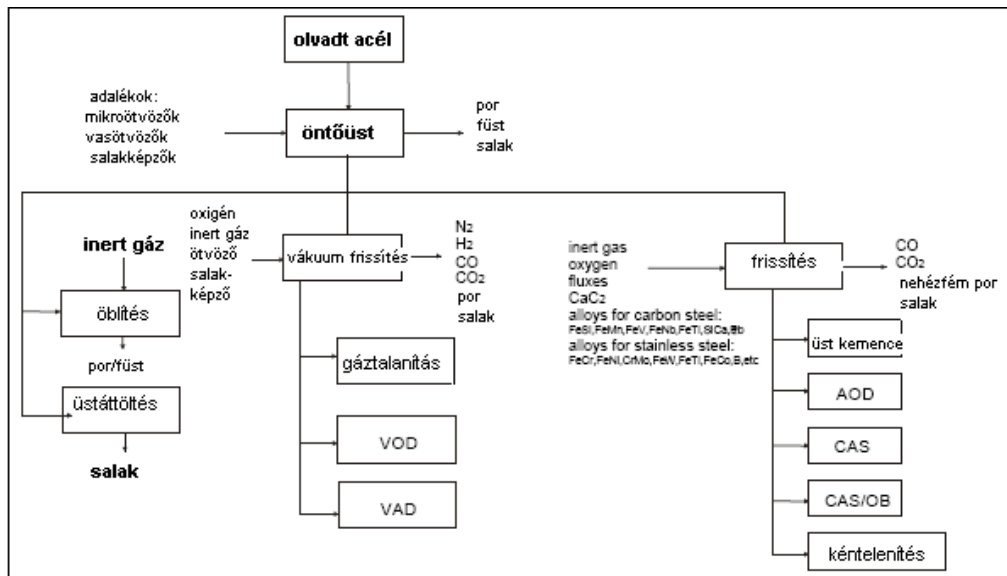 olvadt acél
adalékok:
mikroötvözők
vasötvözők
salakképzők
öntőüst
por
füst
salak
inert gáz
öblítés
por/füst
üstáttöltés
salak
oxigén
inert gáz
ötvöző
salak-
képző
vákuum frissítés
N2
H2
CO
CO2
por
salak
gáztalanítás
VOD
VAD
inert gas
oxygen
fluxes
CaC2
alloys for carbon steel:
FeSi,FeMn,FeV,FeNb,FeTi,SiCa,
alloys for stainless steel:
FeCr,FeNi,CrMo,FeW,FeTi,FeCo,B,etc
frissítés
CO
CO2
nehézfém por
salak
üst kemence
AOD
CAS
CAS/OB
kéntelenítés